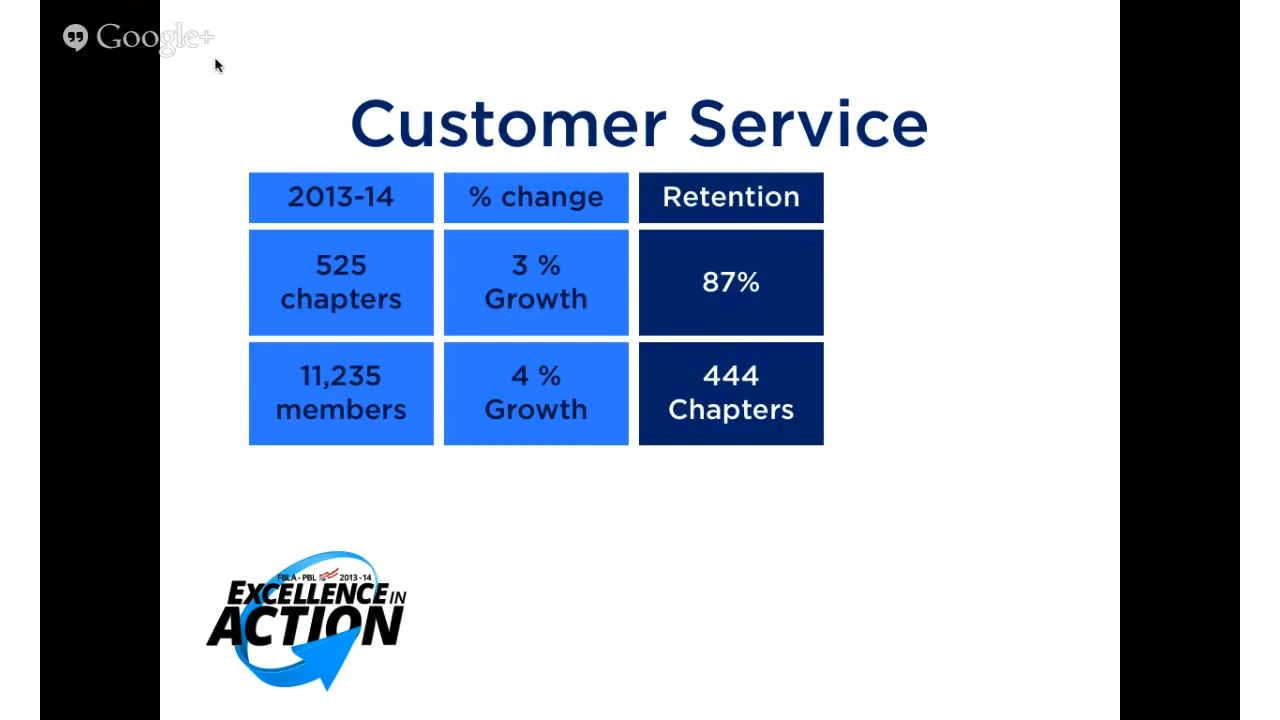 Google+
Customer Service
2013-14 % change Retention
525 chapters 3 % Growth 87%
11,235 members 4 % Growth 444 Chapters
FBLA-PBL 2013-14
EXCELLENCE IN
ACTION